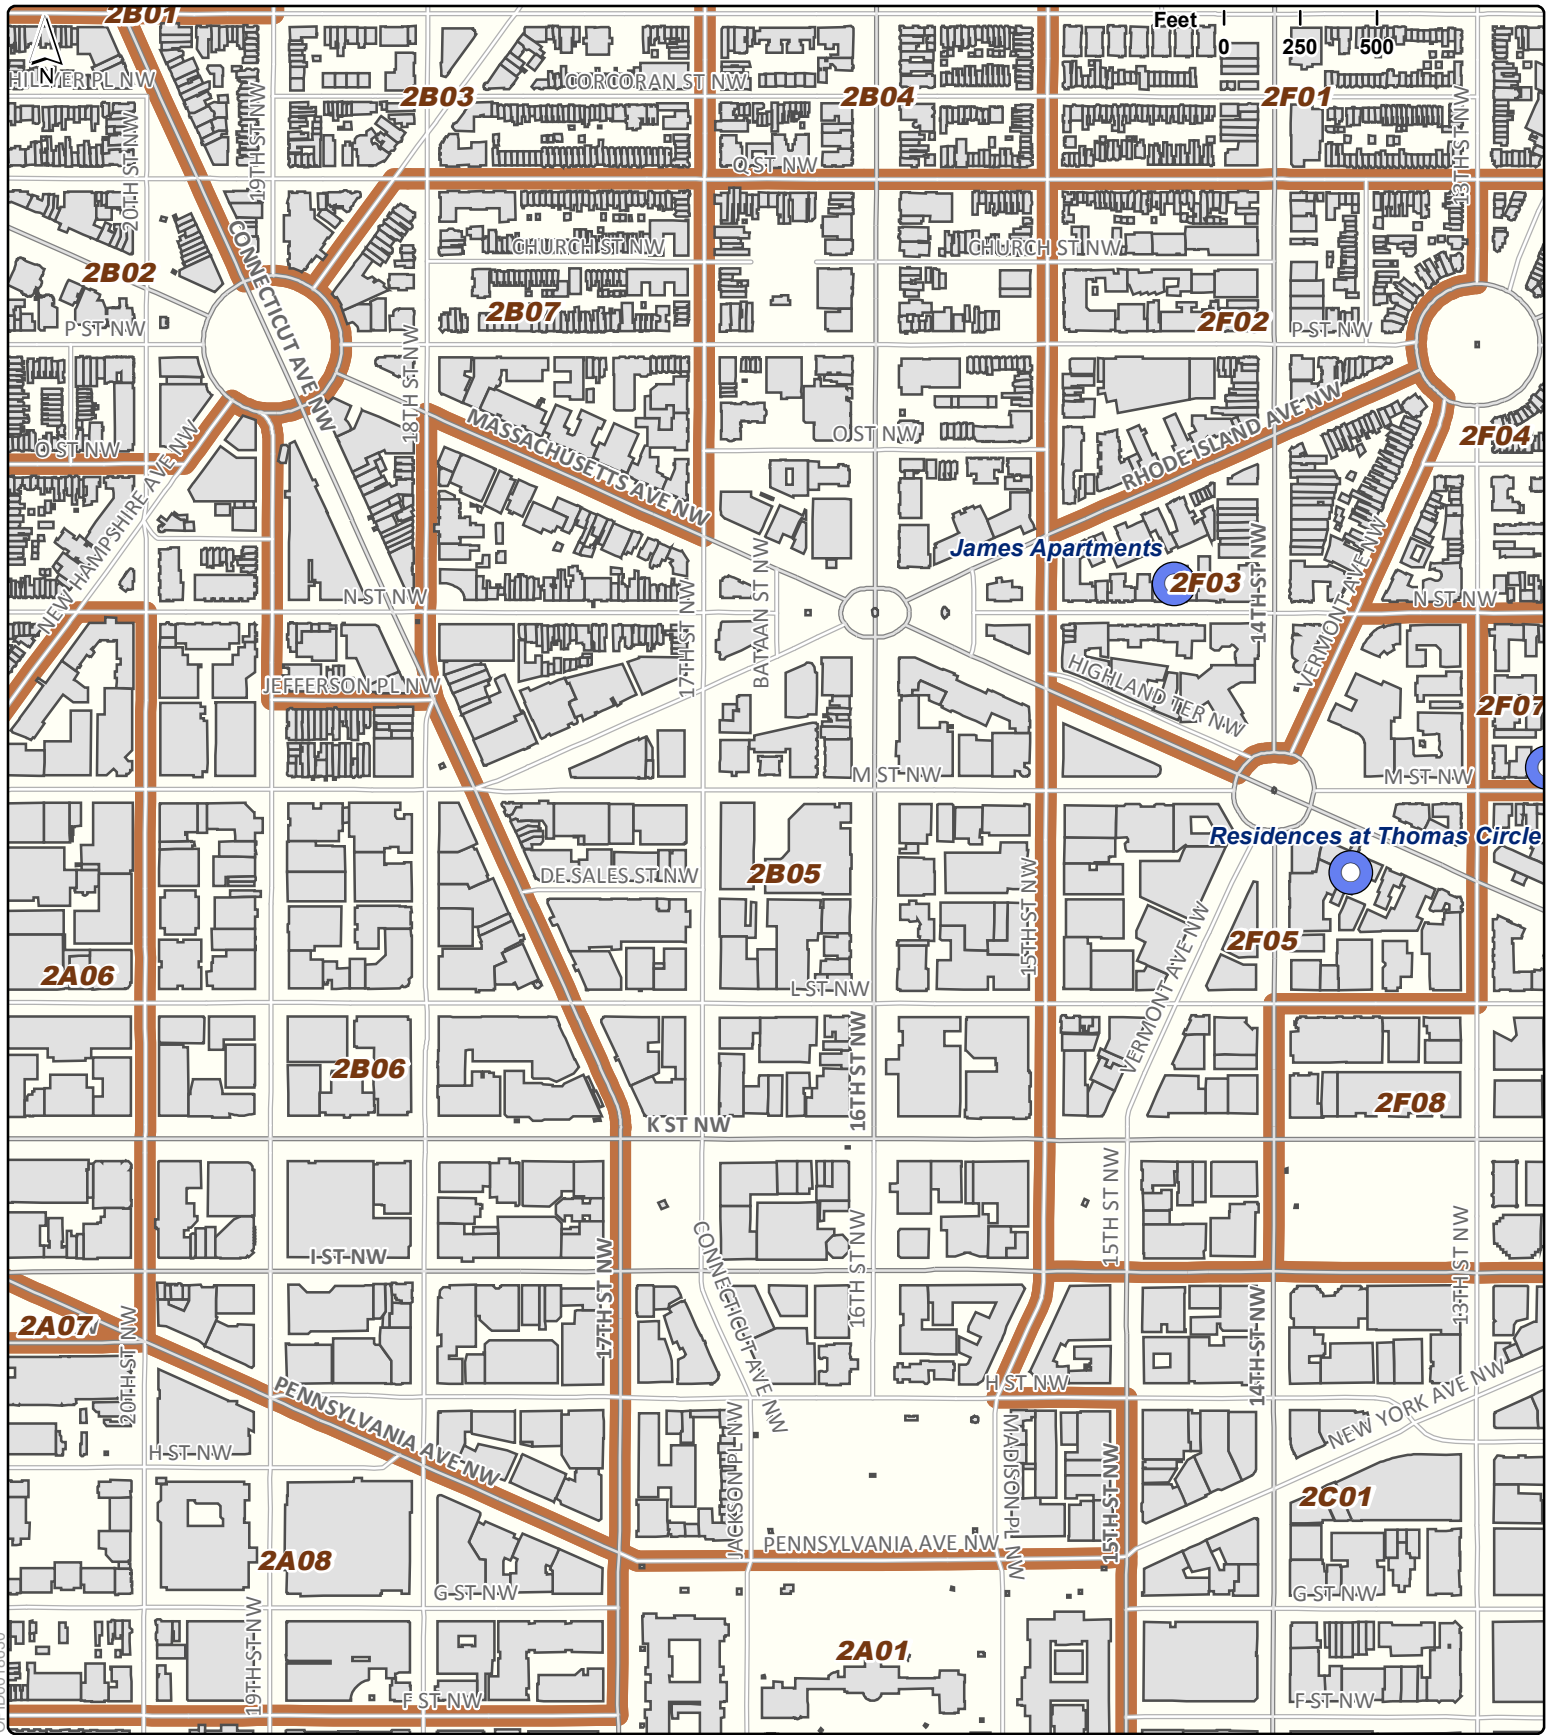 2B01
Feet
0 250 500
N
HILLYER PL NW
CORCORAN ST NW
2B03
2B04
2F01
20TH ST NW
19TH ST NW
13TH ST NW
Q ST NW
CONNECTICUT AVE NW
CHURCH ST NW
CHURCH ST NW
2B02
2B07
2F02
P ST NW
P ST NW
18TH ST NW
MASSACHUSETTS AVE NW
RHODE ISLAND AVE NW
O ST NW
O ST NW
2F04
NEW HAMPSHIRE AVE NW
James Apartments
2F03
14TH ST NW
VERMONT AVE NW
N ST NW
N ST NW
17TH ST NW
BATAAN ST NW
JEFFERSON PL NW
HIGHLAND TER NW
2F07
M ST NW
M ST NW
Residences at Thomas Circle
DE SALES ST NW
2B05
15TH ST NW
VERMONT AVE NW
2F05
2A06
L ST NW
16TH ST NW
2B06
2F08
K ST NW
15TH ST NW
CONNECTICUT AVE NW
16TH ST NW
13TH ST NW
I ST NW
17TH ST NW
2A07
20TH ST NW
14TH ST NW
H ST NW
PENNSYLVANIA AVE NW
NEW YORK AVE NW
H ST NW
JACKSON PL NW
MADISON PL NW
15TH ST NW
2C01
PENNSYLVANIA AVE NW
2A08
G ST NW
G ST NW
19TH ST NW
2A01
F ST NW
F ST NW